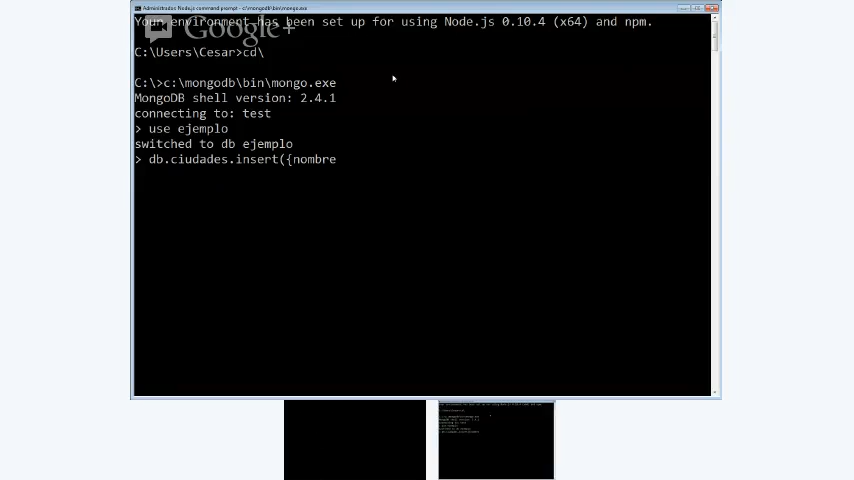 Administrador: Node.js command prompt - c:\mongodb\bin\mongo.exe
Your environment has been set up for using Node.js 0.10.4 (x64) and npm.
Google+
C:\Users\Cesar>cd\
C:\>c:\mongodb\bin\mongo.exe
MongoDB shell version: 2.4.1
connecting to: test
> use ejemplo
switched to db ejemplo
> db.ciudades.insert({nombre